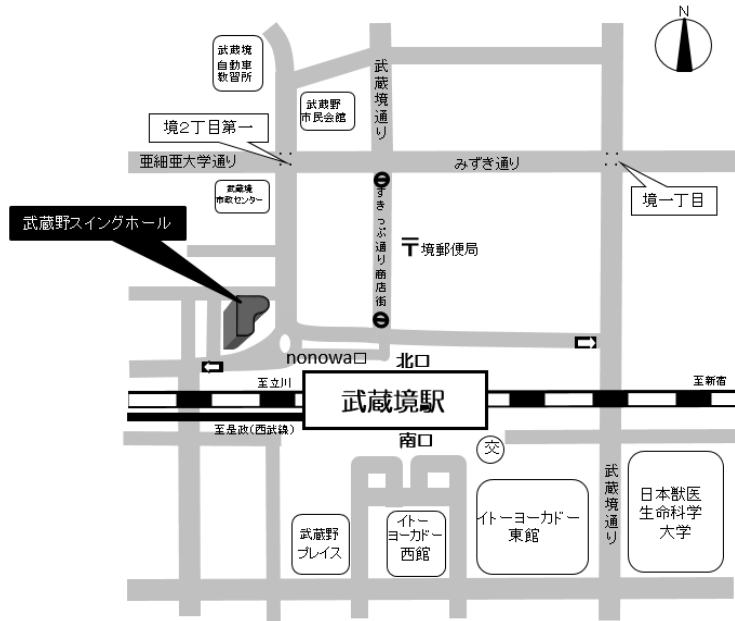 N
武蔵境
自動車
教習所
武蔵野
市民会館
武蔵境通り
境2丁目第一
亜細亜大学通り
みずき通り
境一丁目
武蔵境
市政センター
武蔵野スイングホール
すきっぷ通り商店街
〒境郵便局
nonowa口
北口
至立川
武蔵境駅
至新宿
至是政(西武線)
南口
交
武蔵境通り
武蔵野
プレイス
イトー
ヨーカドー
西館
イトーヨーカドー
東館
日本獣医
生命科学
大学